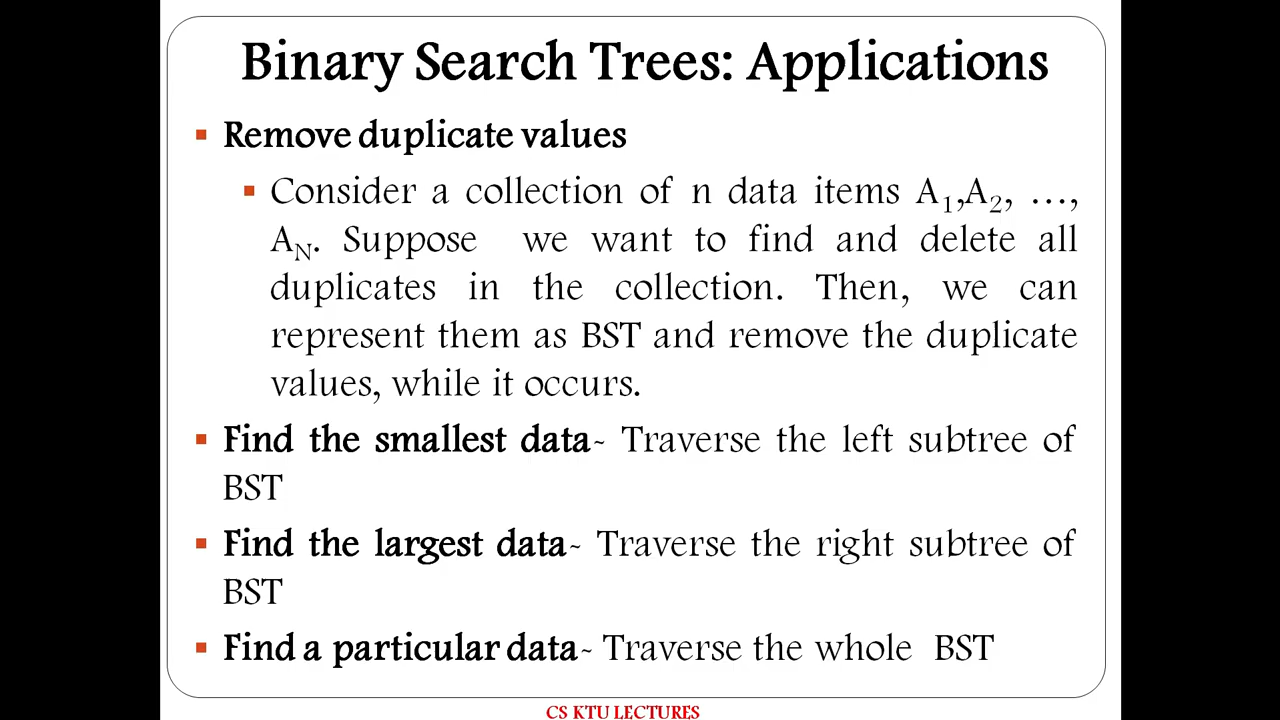 Binary Search Trees: Applications
▪ Remove duplicate values
▪ Consider a collection of n data items A₁,A₂, …,
A_N. Suppose we want to find and delete all
duplicates in the collection. Then, we can
represent them as BST and remove the duplicate
values, while it occurs.
▪ Find the smallest data- Traverse the left subtree of
BST
▪ Find the largest data- Traverse the right subtree of
BST
▪ Find a particular data- Traverse the whole BST
CS KTU LECTURES